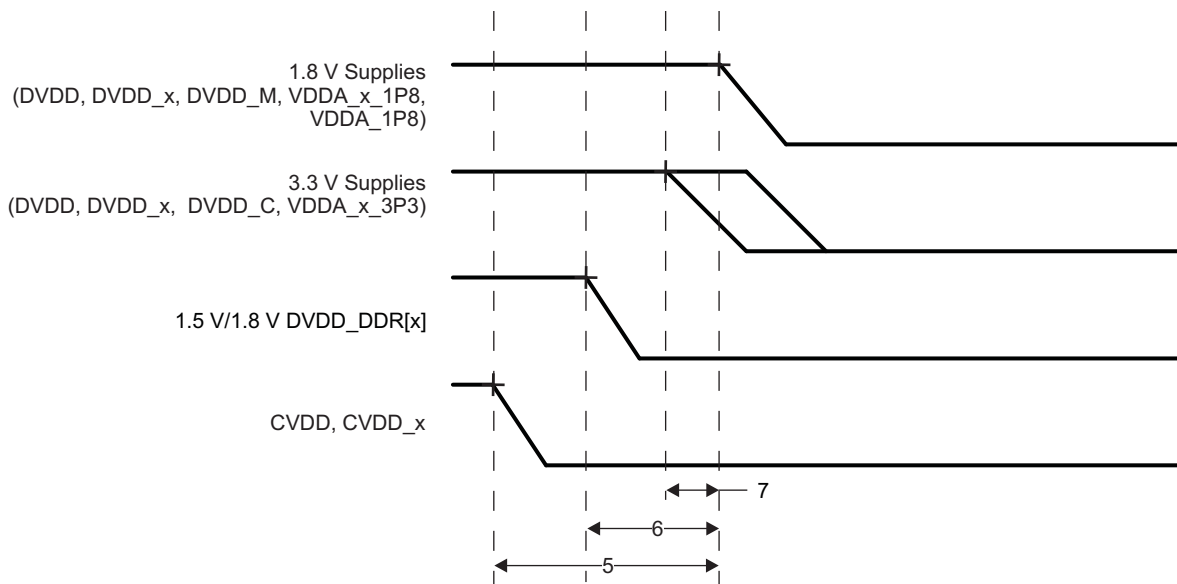 1.8 V Supplies
(DVDD, DVDD_x, DVDD_M, VDDA_x_1P8,
VDDA_1P8)
3.3 V Supplies
(DVDD, DVDD_x, DVDD_C, VDDA_x_3P3)
1.5 V/1.8 V DVDD_DDR[x]
CVDD, CVDD_x
7
6
5